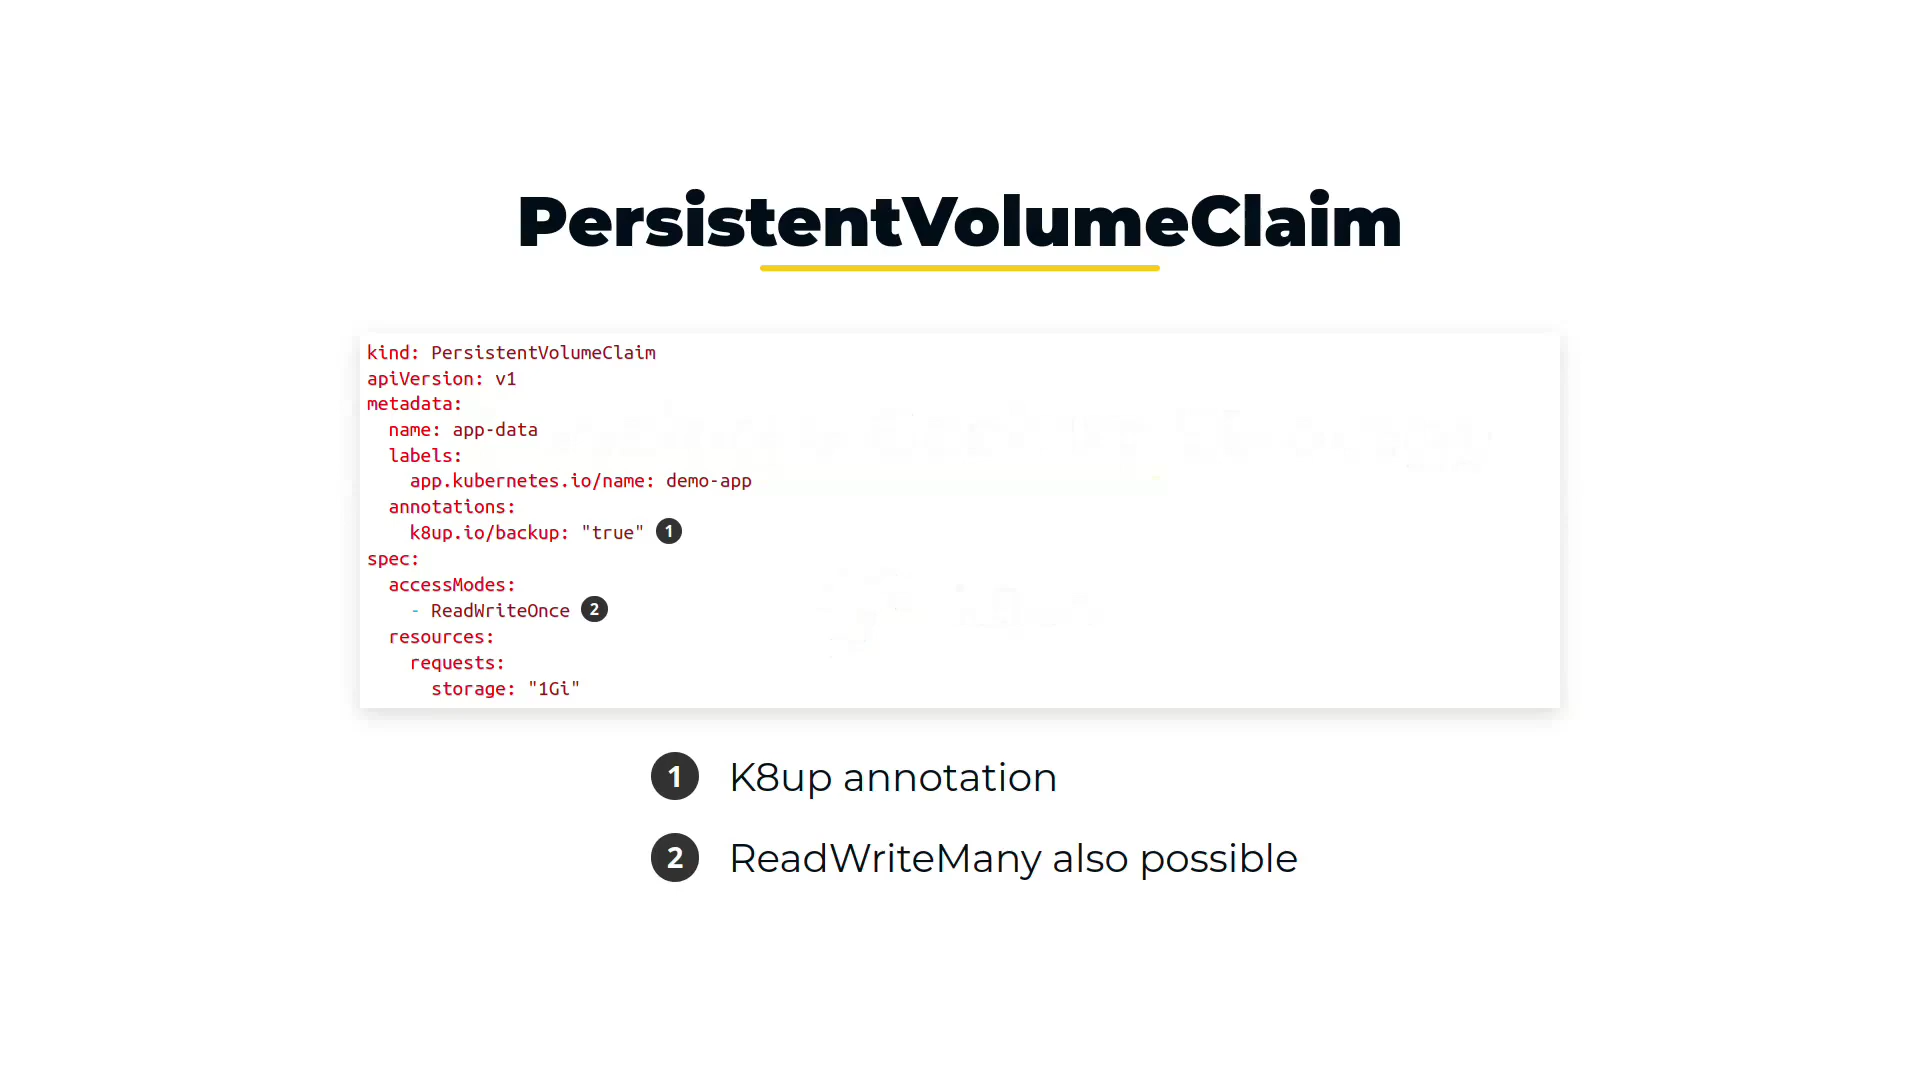 PersistentVolumeClaim
kind: PersistentVolumeClaim
apiVersion: v1
metadata:
  name: app-data
  labels:
    app.kubernetes.io/name: demo-app
  annotations:
    k8up.io/backup: "true" 1
spec:
  accessModes:
    - ReadWriteOnce 2
  resources:
    requests:
      storage: "1Gi"
1 K8up annotation
2 ReadWriteMany also possible